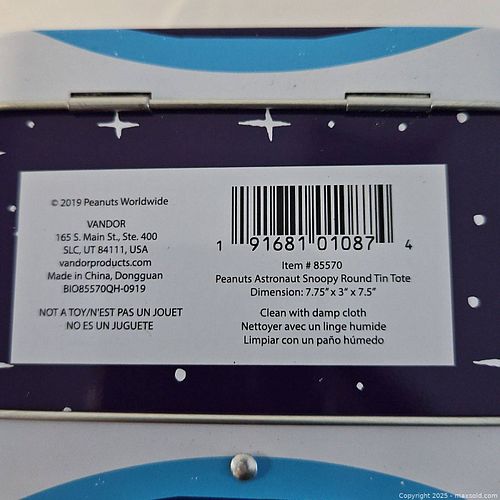 © 2019 Peanuts Worldwide
VANDOR
165 S. Main St., Ste. 400
SLC, UT 84111, USA
vandorproducts.com
Made in China, Dongguan
BIO85570QH-0919
NOT A TOY/N'EST PAS UN JOUET
NO ES UN JUGUETE
1 91681 01087 4
Item # 85570
Peanuts Astronaut Snoopy Round Tin Tote
Dimension: 7.75" x 3" x 7.5"
Clean with damp cloth
Nettoyer avec un linge humide
Limpiar con un paño húmedo
Copyright 2025 - maxsold.com